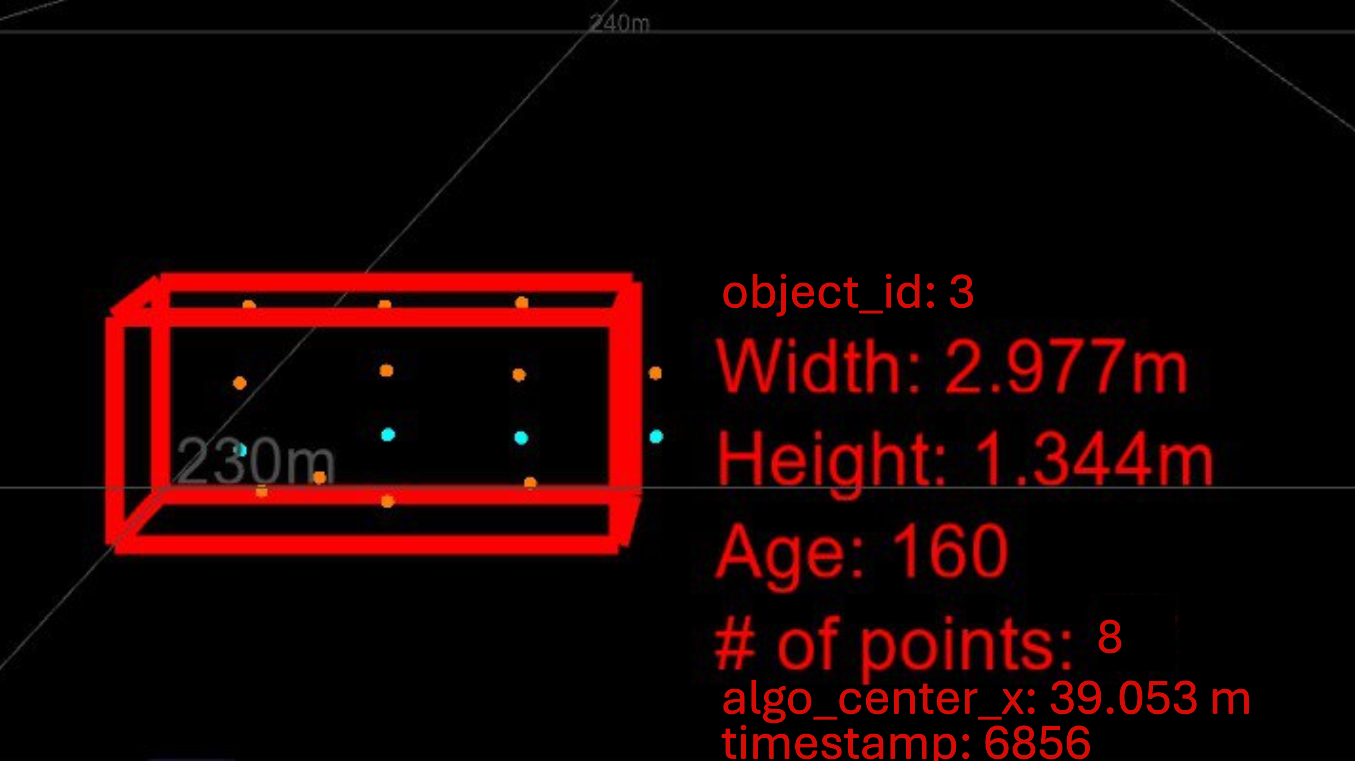 240m
object_id: 3
Width: 2.977m
230m
Height: 1.344m
Age: 160
# of points: 8
algo_center_x: 39.053 m
timestamp: 6856